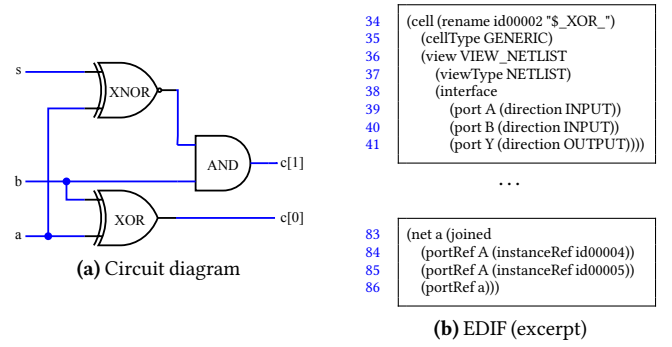 s
XNOR
AND
c[1]
b
XOR
c[0]
a
(a) Circuit diagram
34 (cell (rename id00002 "$_XOR_")
35 (cellType GENERIC)
36 (view VIEW_NETLIST
37 (viewType NETLIST)
38 (interface
39 (port A (direction INPUT))
40 (port B (direction INPUT))
41 (port Y (direction OUTPUT))))
...
83 (net a (joined
84 (portRef A (instanceRef id00004))
85 (portRef A (instanceRef id00005))
86 (portRef a)))
(b) EDIF (excerpt)